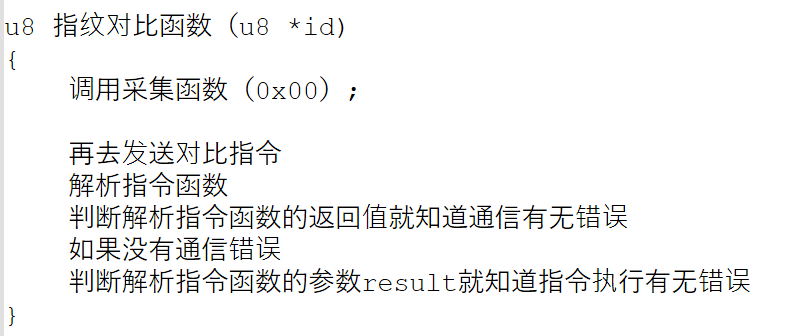 u8 指纹对比函数（u8 *id）
{
调用采集函数（0x00）;
再去发送对比指令
解析指令函数
判断解析指令函数的返回值就知道通信有无错误
如果没有通信错误
判断解析指令函数的参数result就知道指令执行有无错误
}